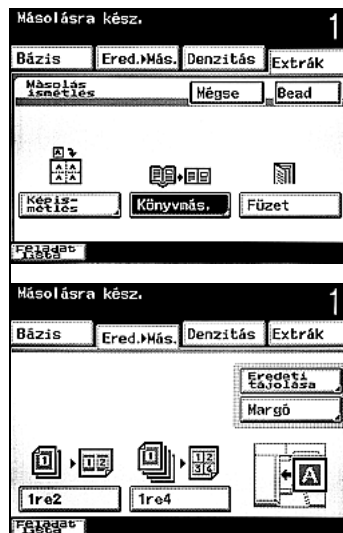 Másolásra kész. 1
Bázis Ered.▶Más. Denzitás Extrák
Másolás
ismétlés
Mégse Bead
Képis-
métlés
Könyvmás. Füzet
Feladat
lista
Másolásra kész. 1
Bázis Ered.▶Más. Denzitás Extrák
Eredeti
tájolása
Margó
1re2 1re4
Feladat